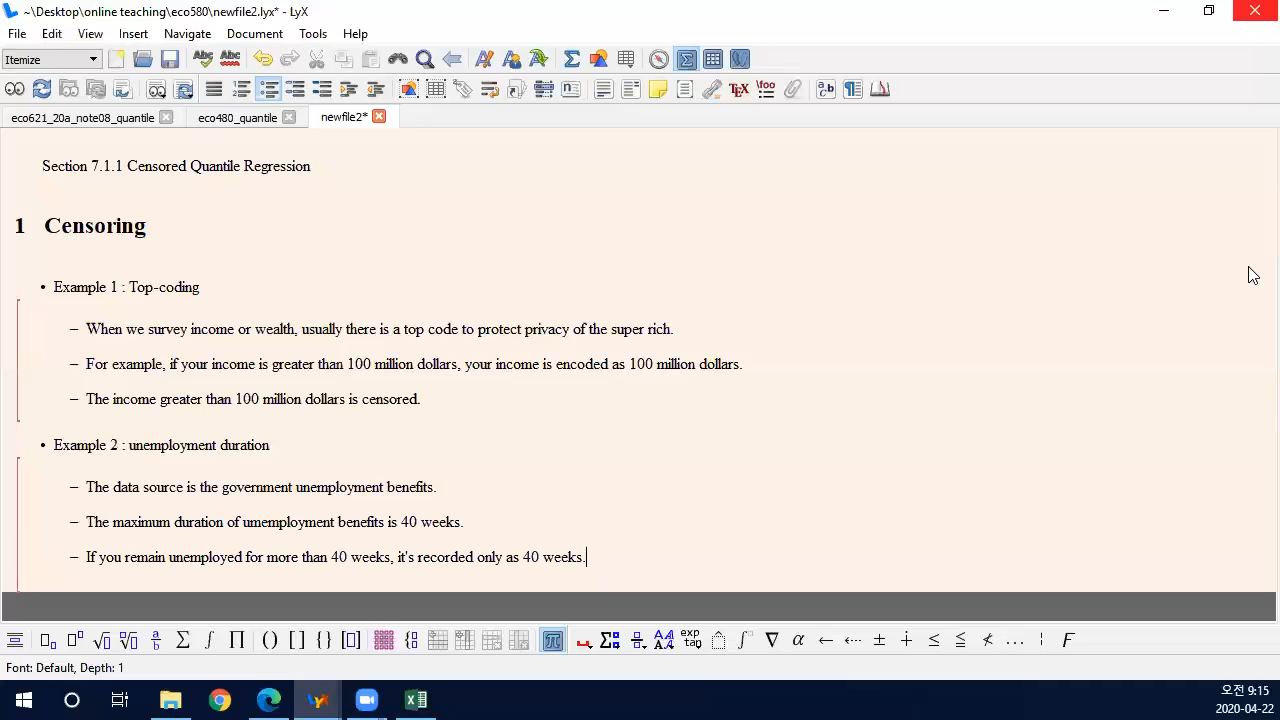 ~\Desktop\online teaching\eco580\newfile2.lyx* - LyX
File Edit View Insert Navigate Document Tools Help
Itemize
eco621_20a_note08_quantile eco480_quantile newfile2*
Section 7.1.1 Censored Quantile Regression
1 Censoring
• Example 1 : Top-coding
– When we survey income or wealth, usually there is a top code to protect privacy of the super rich.
– For example, if your income is greater than 100 million dollars, your income is encoded as 100 million dollars.
– The income greater than 100 million dollars is censored.
• Example 2 : unemployment duration
– The data source is the government unemployment benefits.
– The maximum duration of umemployment benefits is 40 weeks.
– If you remain unemployed for more than 40 weeks, it's recorded only as 40 weeks.
Font: Default, Depth: 1
오전 9:15
2020-04-22